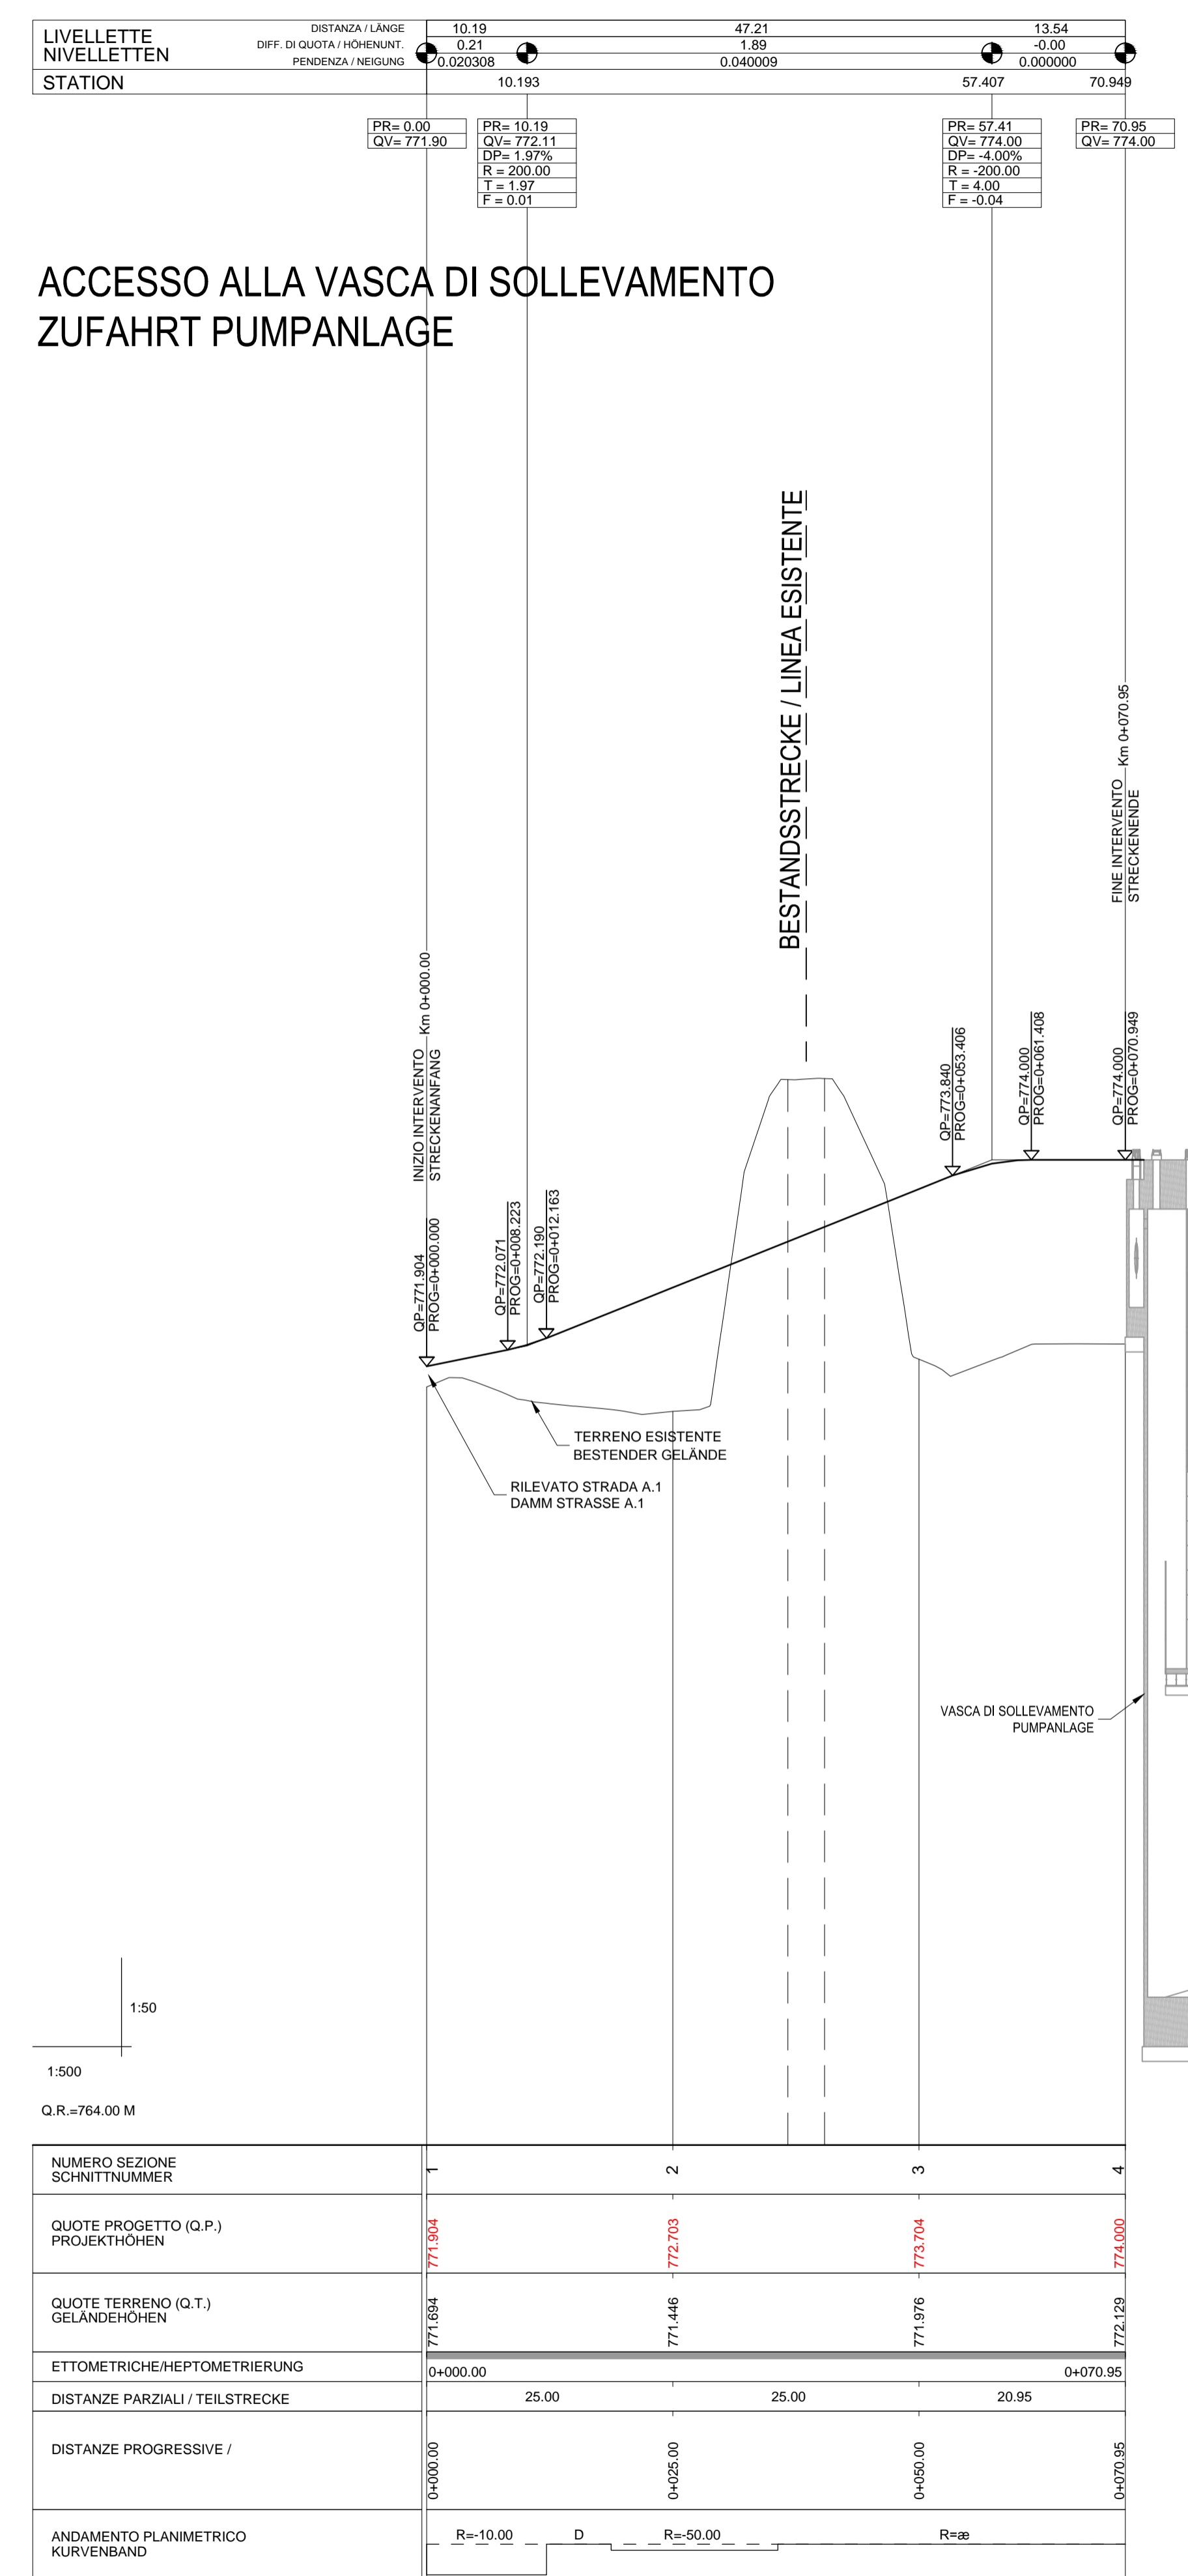 LIVELLETTE
NIVELLETTEN
DISTANZA / LÄNGE 10.19 47.21 13.54
DIFF. DI QUOTA / HÖHENUNT. 0.21 1.89 -0.00
PENDENZA / NEIGUNG 0.020308 0.040009 0.000000
STATION 10.193 57.407 70.949
PR= 0.00
QV= 771.90
PR= 10.19
QV= 772.11
DP= 1.97%
R = 200.00
T = 1.97
F = 0.01
PR= 57.41
QV= 774.00
DP= -4.00%
R = -200.00
T = 4.00
F = -0.04
PR= 70.95
QV= 774.00
ACCESSO ALLA VASCA DI SOLLEVAMENTO
ZUFAHRT PUMPANLAGE
BESTANDSSTRECKE / LINEA ESISTENTE
INIZIO INTERVENTO Km 0+000.00
STRECKENANFANG
FINE INTERVENTO Km 0+070.95
STRECKENENDE
QP=771.904
PROG=0+000.000
QP=772.071
PROG=0+008.223
QP=772.190
PROG=0+012.163
QP=773.840
PROG=0+053.406
QP=774.000
PROG=0+061.408
QP=774.000
PROG=0+070.949
TERRENO ESISTENTE
BESTENDER GELÄNDE
RILEVATO STRADA A.1
DAMM STRASSE A.1
VASCA DI SOLLEVAMENTO
PUMPANLAGE
1:50
1:500
Q.R.=764.00 M
NUMERO SEZIONE
SCHNITTNUMMER
1 2 3 4
QUOTE PROGETTO (Q.P.)
PROJEKTHÖHEN
771.904 772.703 773.704 774.000
QUOTE TERRENO (Q.T.)
GELÄNDEHÖHEN
771.694 771.446 771.976 772.129
ETTOMETRICHE/HEPTOMETRIERUNG 0+000.00 0+070.95
DISTANZE PARZIALI / TEILSTRECKE 25.00 25.00 20.95
DISTANZE PROGRESSIVE /
0+000.00 0+025.00 0+050.00 0+070.95
ANDAMENTO PLANIMETRICO
KURVENBAND
R=-10.00 D R=-50.00 R=æ